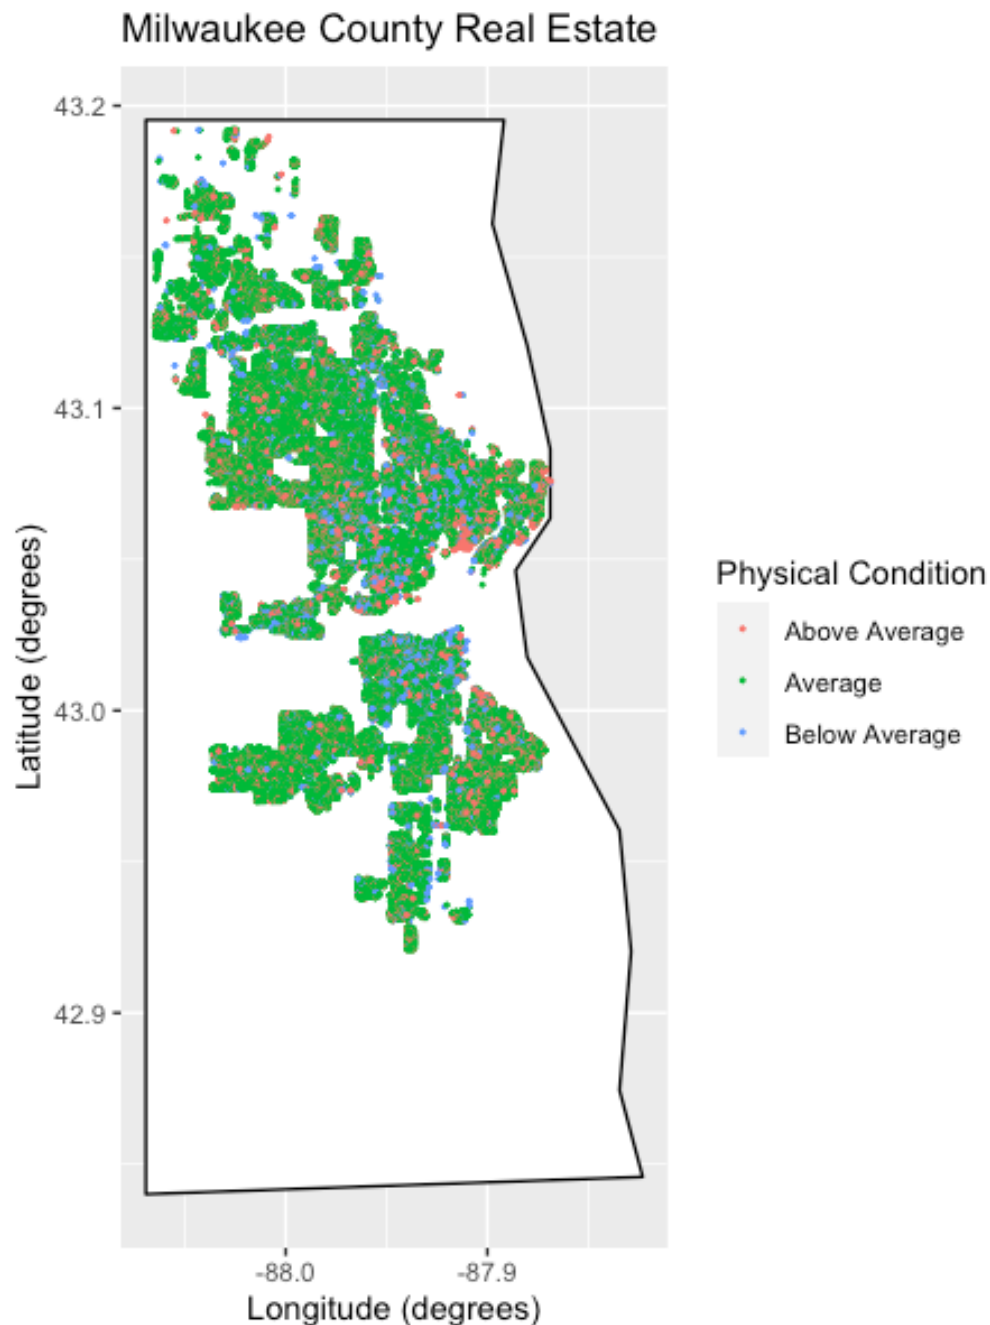 Milwaukee County Real Estate
43.2
43.1
43.0
42.9
Latitude (degrees)
-88.0
-87.9
Longitude (degrees)
Physical Condition
Above Average
Average
Below Average